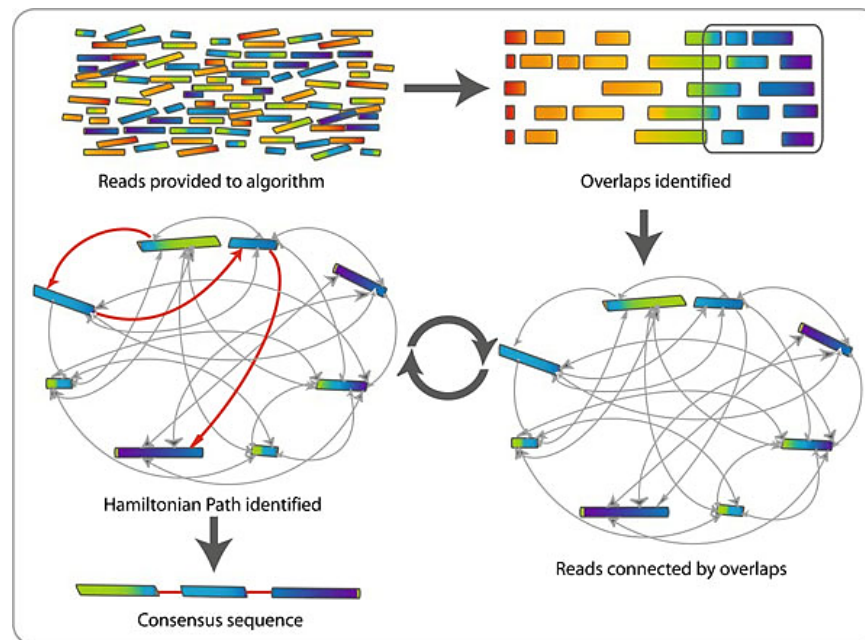 Reads provided to algorithm
Overlaps identified
Hamiltonian Path identified
Reads connected by overlaps
Consensus sequence